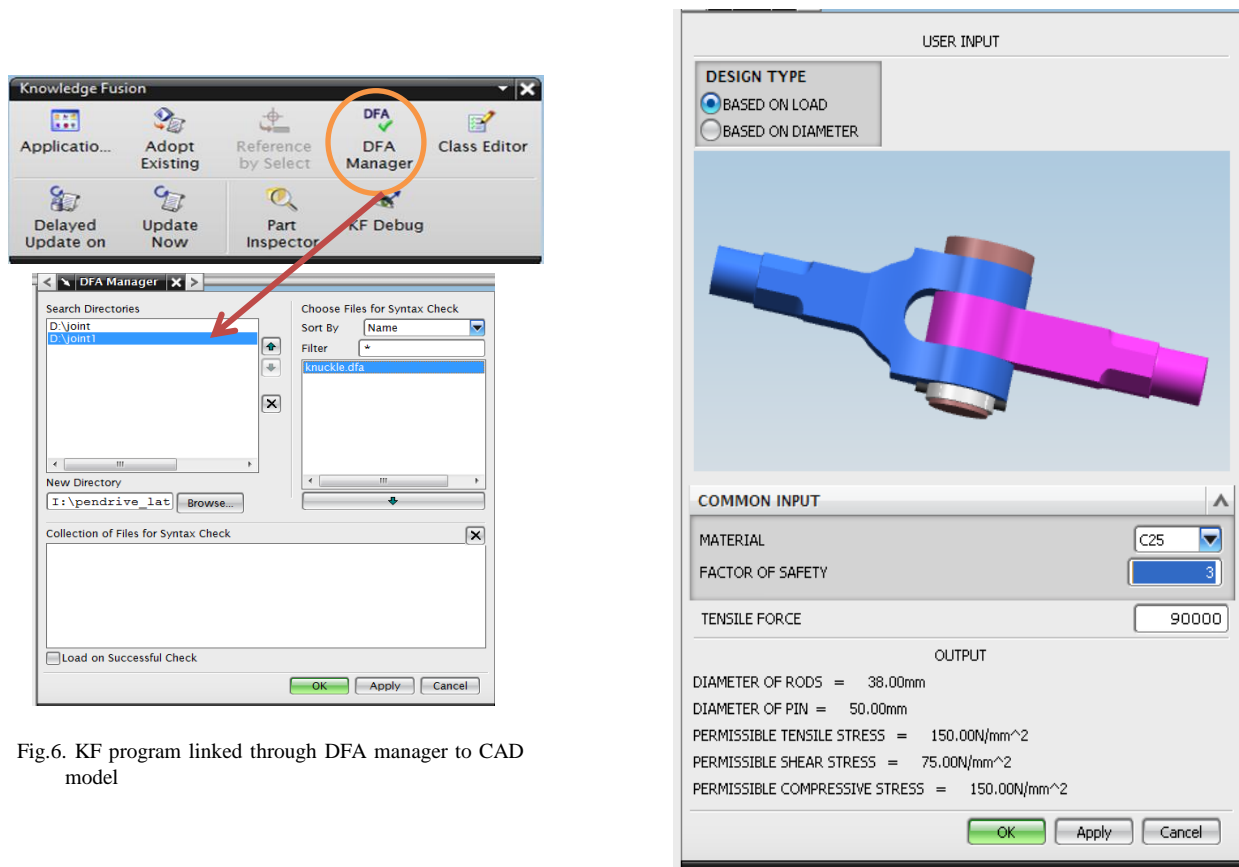 Knowledge Fusion
Applicatio...
Adopt Existing
Reference by Select
DFA
DFA Manager
Class Editor
Delayed Update on
Update Now
Part Inspector
KF Debug
DFA Manager
Search Directories
D:\joint
D:\joint1
New Directory
I:\pendrive_lat
Browse...
Choose Files for Syntax Check
Sort By Name
Filter *
knuckle.dfa
Collection of Files for Syntax Check
Load on Successful Check
OK Apply Cancel
Fig.6. KF program linked through DFA manager to CAD
model
USER INPUT
DESIGN TYPE
BASED ON LOAD
BASED ON DIAMETER
COMMON INPUT
MATERIAL C25
FACTOR OF SAFETY 3
TENSILE FORCE 90000
OUTPUT
DIAMETER OF RODS = 38.00mm
DIAMETER OF PIN = 50.00mm
PERMISSIBLE TENSILE STRESS = 150.00N/mm^2
PERMISSIBLE SHEAR STRESS = 75.00N/mm^2
PERMISSIBLE COMPRESSIVE STRESS = 150.00N/mm^2
OK Apply Cancel